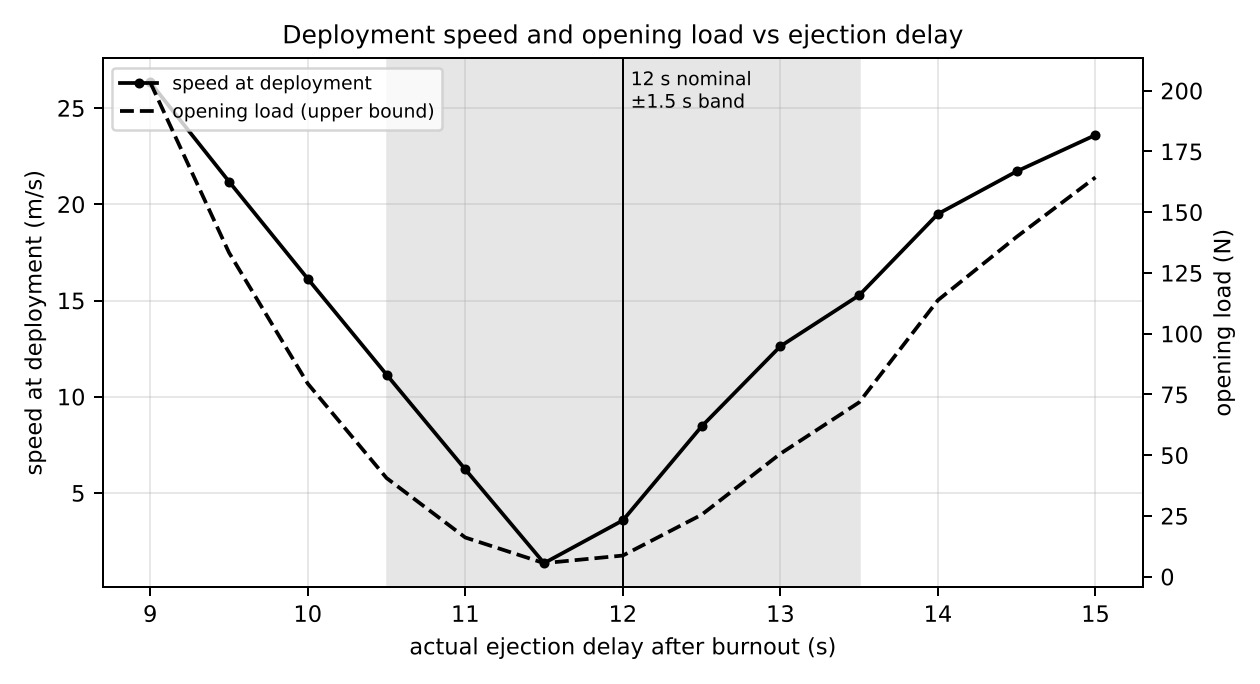 Deployment speed and opening load vs ejection delay
speed at deployment
opening load (upper bound)
12 s nominal
±1.5 s band
speed at deployment (m/s)
25
20
15
10
5
200
175
150
125
100
75
50
25
0
opening load (N)
9 10 11 12 13 14 15
actual ejection delay after burnout (s)